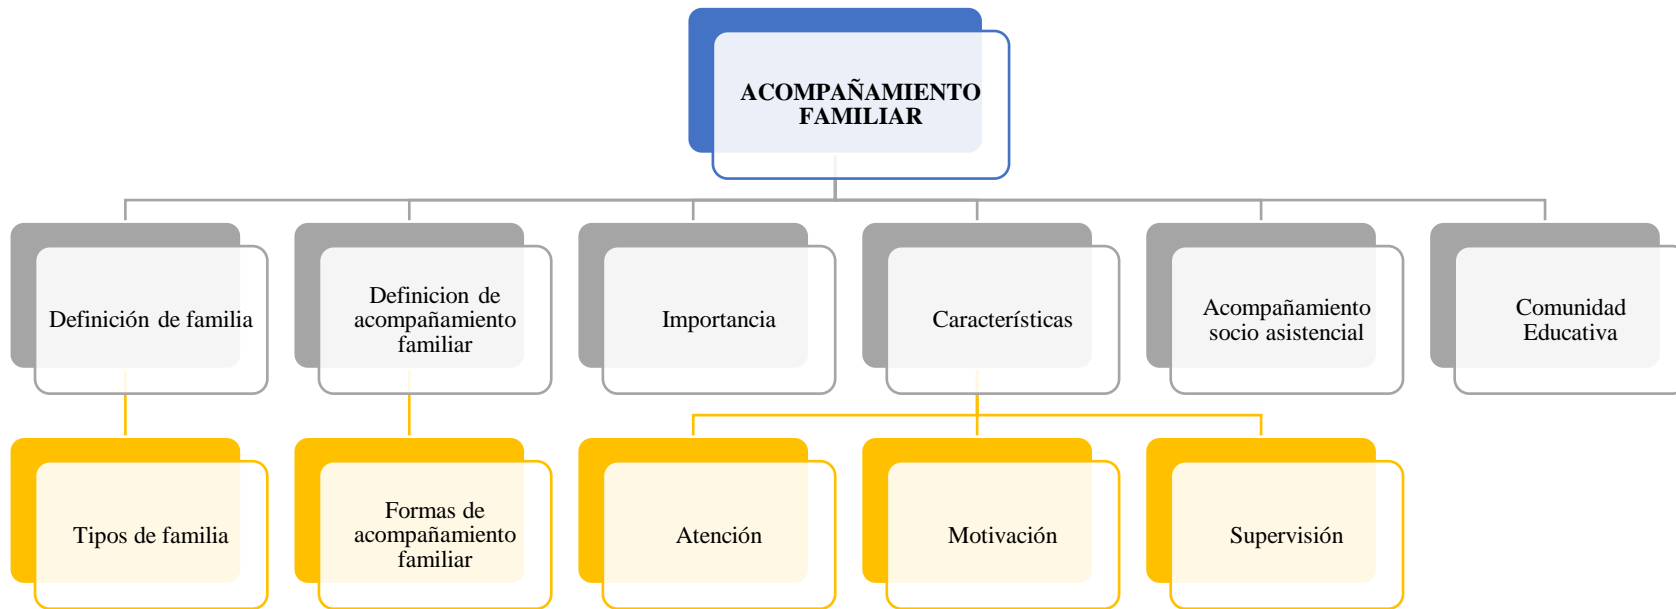 ACOMPAÑAMIENTO
FAMILIAR
Definición de familia
Definicion de
acompañamiento
familiar
Importancia
Características
Acompañamiento
socio asistencial
Comunidad
Educativa
Tipos de familia
Formas de
acompañamiento
familiar
Atención
Motivación
Supervisión